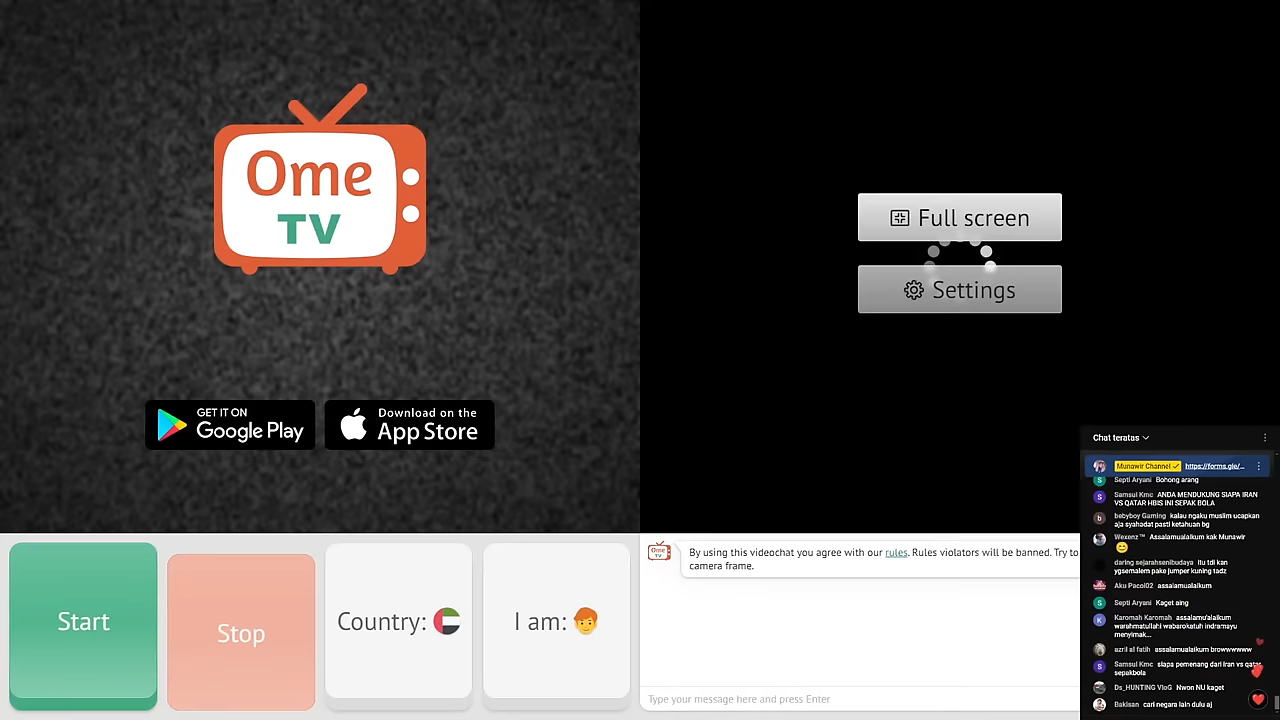 Ome
TV
GET IT ON
Google Play
Download on the
App Store
Full screen
Settings
Start
Stop
Country:
I am:
Ome
TV
By using this videochat you agree with our rules. Rules violators will be banned. Try to
camera frame.
Type your message here and press Enter
Chat teratas
Munawir Channel https://forms.gle/...
Septi Aryani Bohong arang
Samsul Kmc ANDA MENDUKUNG SIAPA IRAN
VS QATAR HBIS INI SEPAK BOLA
bebyboy Gaming kalau ngaku muslim ucapkan
aja syahadat pasti ketahuan bg
Wexenz™ Assalamualaikum kak Munawir
daring sejarahsenibudaya itu tdi kan
ygsemalem pake jumper kuning tadz
Aku Pacol02 assalamualaikum
Septi Aryani Kaget aing
Karomah Karomah assalamu'alaikum
warahmatullahi wabarokatuh indramayu
menyimak...
azril al fatih assalamualaikum browwwwww
Samsul Kmc siapa pemenang dari Iran vs qatar
sepakbola
Ds_HUNTING VloG Nwon NU kaget
Bakisan cari negara lain dulu aj